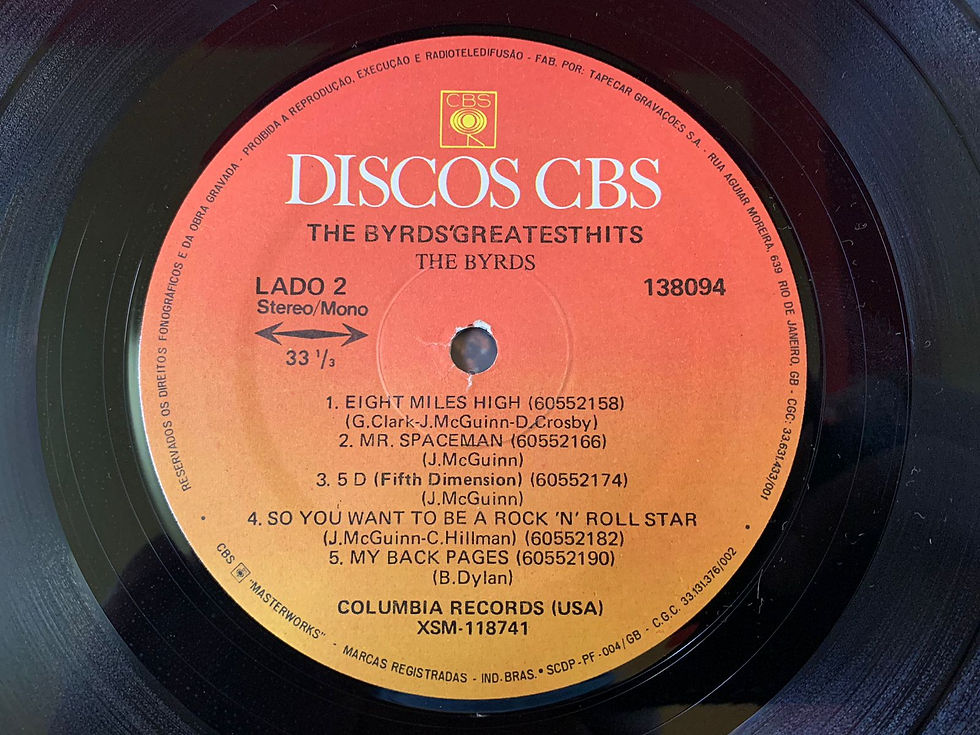 RESERVADOS OS DIREITOS FONOGRÁFICOS E DA OBRA GRAVADA - PROIBIDA A REPRODUÇÃO, EXECUÇÃO E RADIOTELEDIFUSÃO - FAB. POR: TAPECAR GRAVAÇÕES S.A. - RUA AGUIAR MOREIRA, 639 RIO DE JANEIRO, GB - CGC: 33.631.433/001
CBS
DISCOS CBS
THE BYRDS'GREATESTHITS
THE BYRDS
LADO 2
138094
Stereo/Mono
33 1/3
1. EIGHT MILES HIGH (60552158)
(G.Clark-J.McGuinn-D.Crosby)
2. MR. SPACEMAN (60552166)
(J.McGuinn)
3. 5 D (Fifth Dimension) (60552174)
(J.McGuinn)
4. SO YOU WANT TO BE A ROCK 'N' ROLL STAR
(J.McGuinn-C.Hillman) (60552182)
5. MY BACK PAGES (60552190)
(B.Dylan)
COLUMBIA RECORDS (USA)
XSM-118741
CBS "MASTERWORKS" - MARCAS REGISTRADAS - IND. BRAS. • SCDP-PF-004/GB - C.G.C. 33.131.376/002